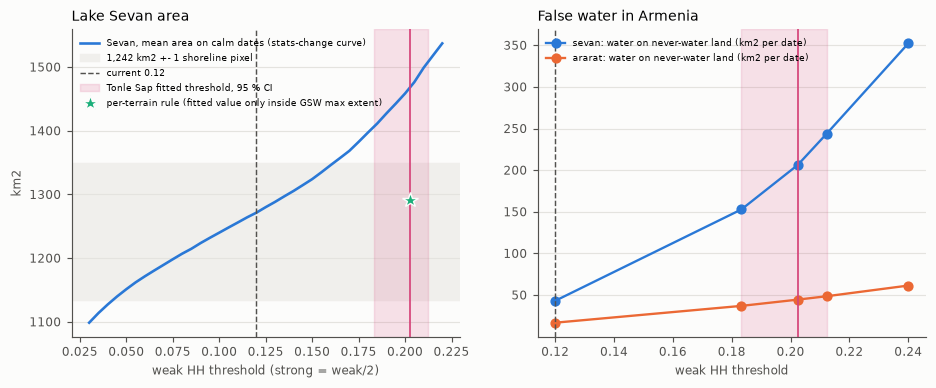 Lake Sevan area
Sevan, mean area on calm dates (stats-change curve)
1,242 km2 +- 1 shoreline pixel
current 0.12
Tonle Sap fitted threshold, 95 % CI
per-terrain rule (fitted value only inside GSW max extent)
1500
1400
1300
1200
1100
km2
0.025 0.050 0.075 0.100 0.125 0.150 0.175 0.200 0.225
weak HH threshold (strong = weak/2)
False water in Armenia
sevan: water on never-water land (km2 per date)
ararat: water on never-water land (km2 per date)
350
300
250
200
150
100
50
0.12 0.14 0.16 0.18 0.20 0.22 0.24
weak HH threshold